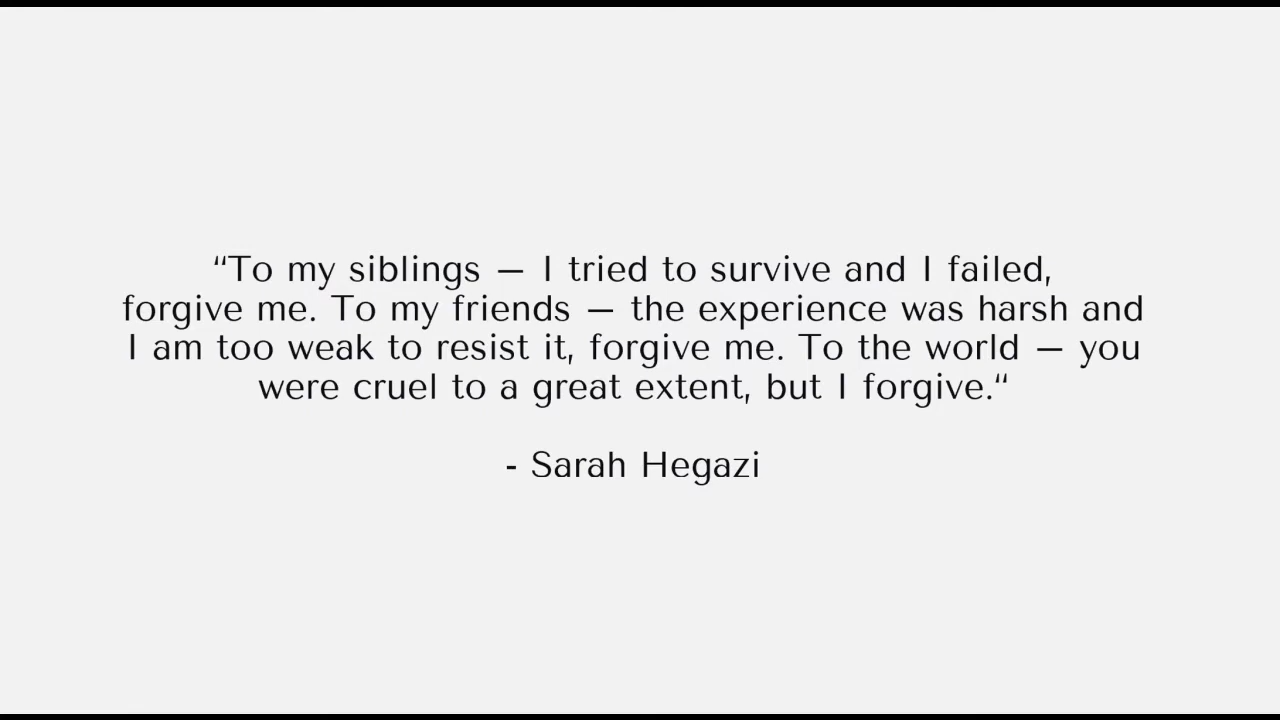 “To my siblings – I tried to survive and I failed,
forgive me. To my friends – the experience was harsh and
I am too weak to resist it, forgive me. To the world – you
were cruel to a great extent, but I forgive.“
- Sarah Hegazi